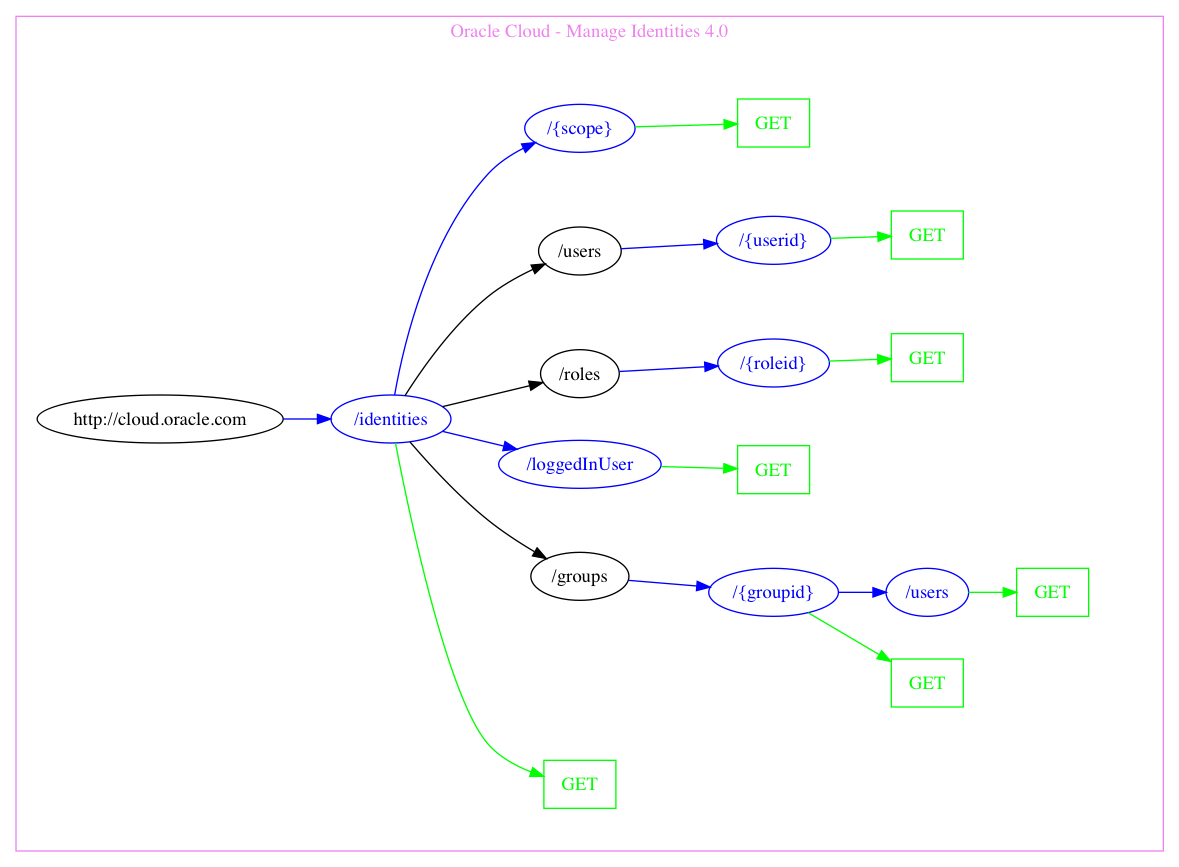 Oracle Cloud - Manage Identities 4.0
/{scope}
GET
/users
/{userid}
GET
/roles
/{roleid}
GET
http://cloud.oracle.com
/identities
/loggedInUser
GET
/groups
/{groupid}
/users
GET
GET
GET